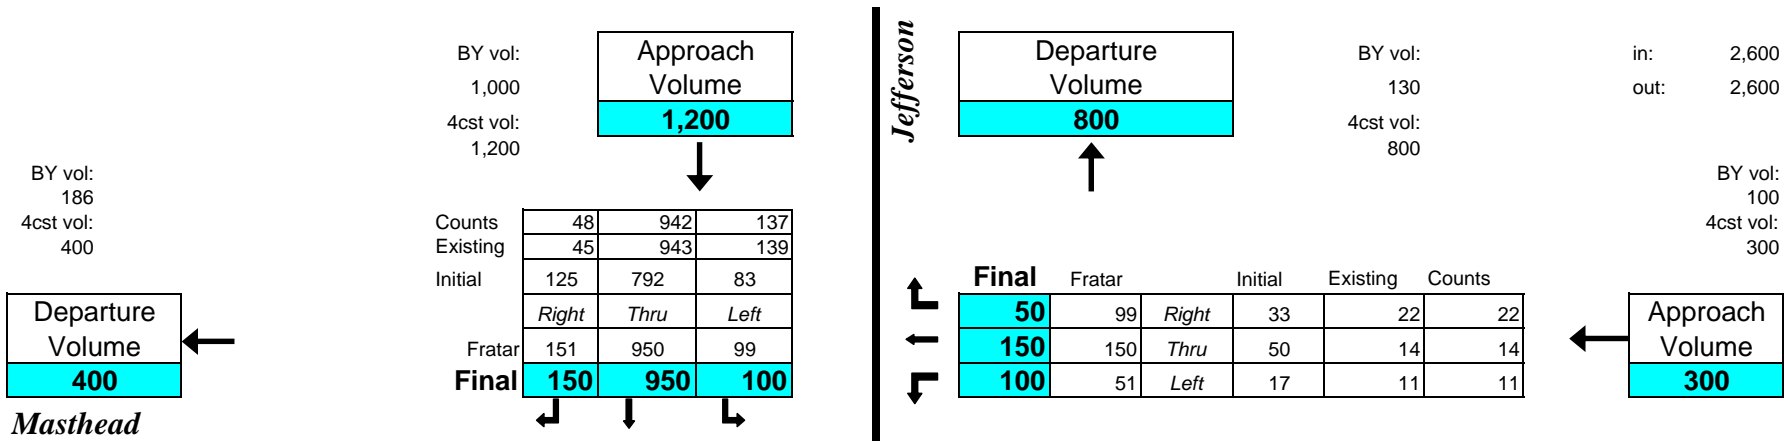 BY vol:
1,000
4cst vol:
1,200
Approach
Volume
1,200
Jefferson
Departure
Volume
800
BY vol:
130
4cst vol:
800
in: 2,600
out: 2,600
BY vol:
186
4cst vol:
400
BY vol:
100
4cst vol:
300
Departure
Volume
400
Masthead
Counts 48 942 137
Existing 45 943 139
Initial 125 792 83
Right Thru Left
Fratar 151 950 99
Final 150 950 100
Final Fratar Initial Existing Counts
50 99 Right 33 22 22
150 150 Thru 50 14 14
100 51 Left 17 11 11
Approach
Volume
300